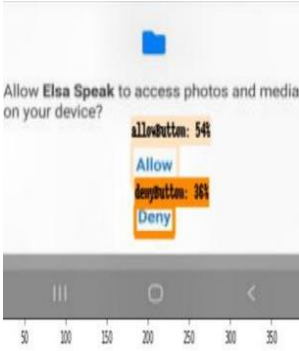 Allow Elsa Speak to access photos and media
on your device?
allowButton: 54%
Allow
denyButton: 36%
Deny
50 100 150 200 250 300 350